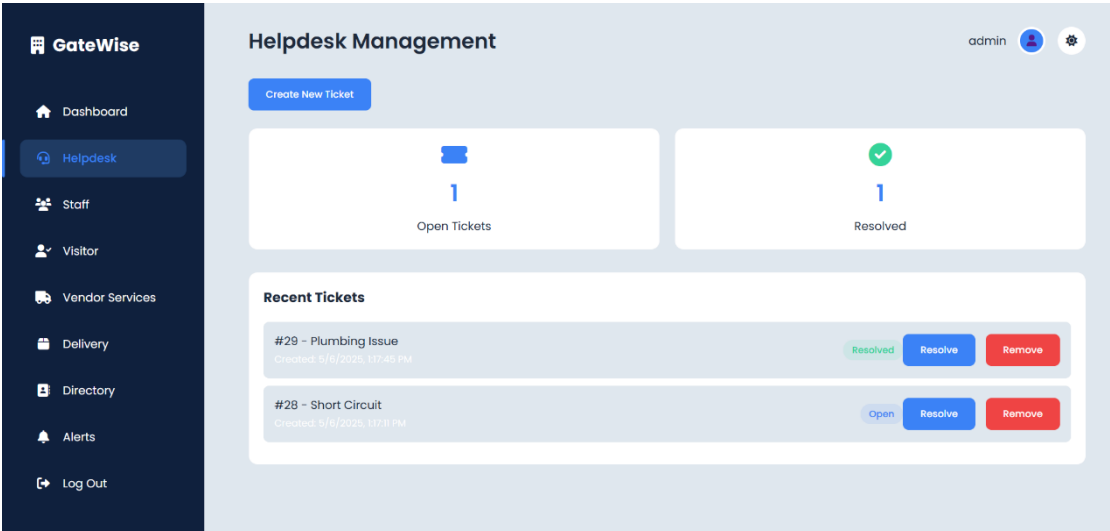 GateWise
Dashboard
Helpdesk
Staff
Visitor
Vendor Services
Delivery
Directory
Alerts
Log Out
Helpdesk Management
admin
Create New Ticket
1
Open Tickets
1
Resolved
Recent Tickets
#29 - Plumbing Issue
Created: 5/6/2025, 1:17:45 PM
Resolved
Resolve
Remove
#28 - Short Circuit
Created: 5/6/2025, 1:17:11 PM
Open
Resolve
Remove